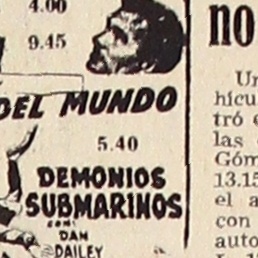 4.00
9.45
DEL MUNDO
5.40
DEMONIOS
SUBMARINOS
con:
DAN
DAILEY
no
Un
hícu
tró e
las
Góm
13.15
el a
con
auto